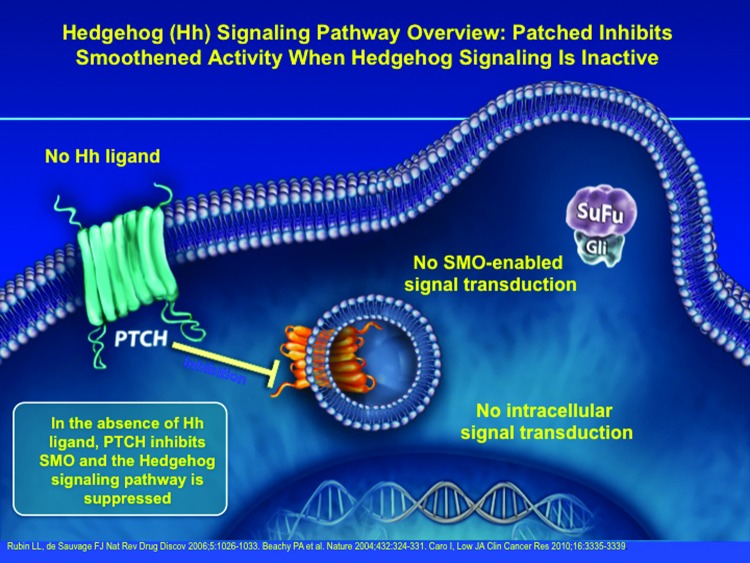 Hedgehog (Hh) Signaling Pathway Overview: Patched Inhibits
Smoothened Activity When Hedgehog Signaling Is Inactive
No Hh ligand
SuFu
Gli
No SMO-enabled
signal transduction
PTCH
Inhibition
No intracellular
signal transduction
In the absence of Hh
ligand, PTCH inhibits
SMO and the Hedgehog
signaling pathway is
suppressed
Rubin LL, de Sauvage FJ Nat Rev Drug Discov 2006;5:1026-1033. Beachy PA et al. Nature 2004;432:324-331. Caro I, Low JA Clin Cancer Res 2010;16:3335-3339